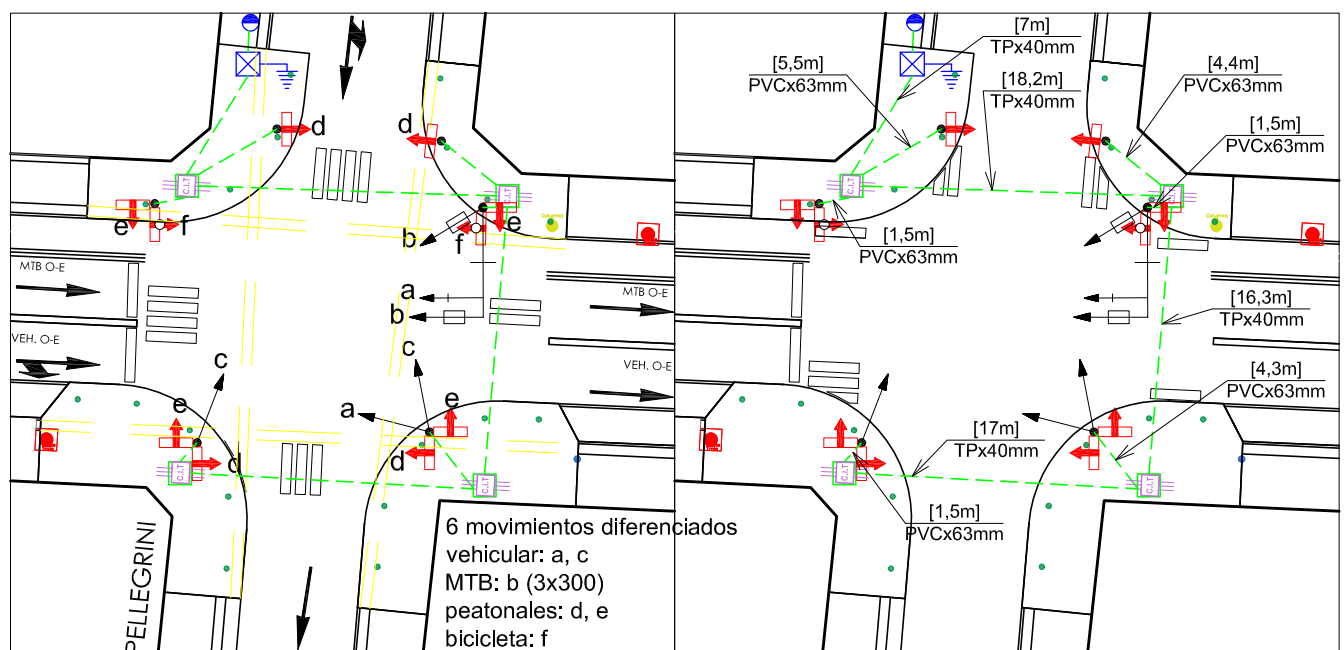 d
d
C.I.T
C.I.T
Columna
e
f
b
f
e
MTB O-E
a
b
MTB O-E
VEH. O-E
c
c
VEH. O-E
e
a
e
d
d
C.I.T
C.I.T
PELLEGRINI
6 movimientos diferenciados
vehicular: a, c
MTB: b (3x300)
peatonales: d, e
bicicleta: f
[7m]
TPx40mm
[5,5m]
PVCx63mm
[18,2m]
TPx40mm
[4,4m]
PVCx63mm
[1,5m]
PVCx63mm
C.I.T
C.I.T
[1,5m]
PVCx63mm
[16,3m]
TPx40mm
[4,3m]
PVCx63mm
[17m]
TPx40mm
C.I.T
C.I.T
[1,5m]
PVCx63mm